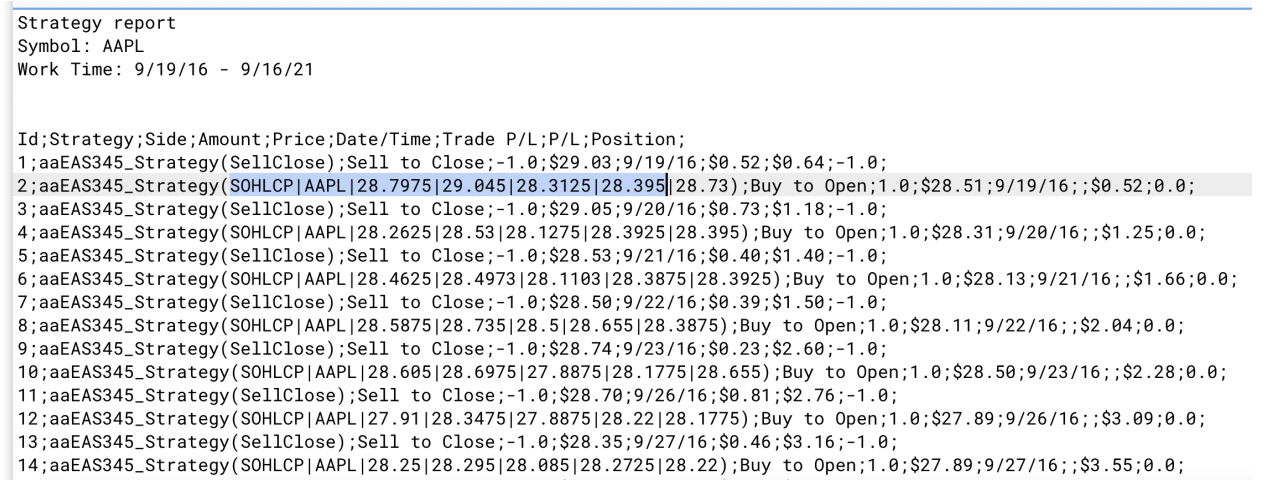 Strategy report
Symbol: AAPL
Work Time: 9/19/16 - 9/16/21
Id;Strategy;Side;Amount;Price;Date/Time;Trade P/L;P/L;Position;
1;aaEAS345_Strategy(SellClose);Sell to Close;-1.0;$29.03;9/19/16;$0.52;$0.64;-1.0;
2;aaEAS345_Strategy(SOHLCP|AAPL|28.7975|29.045|28.3125|28.395|28.73);Buy to Open;1.0;$28.51;9/19/16;;$0.52;0.0;
3;aaEAS345_Strategy(SellClose);Sell to Close;-1.0;$29.05;9/20/16;$0.73;$1.18;-1.0;
4;aaEAS345_Strategy(SOHLCP|AAPL|28.2625|28.53|28.1275|28.3925|28.395);Buy to Open;1.0;$28.31;9/20/16;;$1.25;0.0;
5;aaEAS345_Strategy(SellClose);Sell to Close;-1.0;$28.53;9/21/16;$0.40;$1.40;-1.0;
6;aaEAS345_Strategy(SOHLCP|AAPL|28.4625|28.4973|28.1103|28.3875|28.3925);Buy to Open;1.0;$28.13;9/21/16;;$1.66;0.0;
7;aaEAS345_Strategy(SellClose);Sell to Close;-1.0;$28.50;9/22/16;$0.39;$1.50;-1.0;
8;aaEAS345_Strategy(SOHLCP|AAPL|28.5875|28.735|28.5|28.655|28.3875);Buy to Open;1.0;$28.11;9/22/16;;$2.04;0.0;
9;aaEAS345_Strategy(SellClose);Sell to Close;-1.0;$28.74;9/23/16;$0.23;$2.60;-1.0;
10;aaEAS345_Strategy(SOHLCP|AAPL|28.605|28.6975|27.8875|28.1775|28.655);Buy to Open;1.0;$28.50;9/23/16;;$2.28;0.0;
11;aaEAS345_Strategy(SellClose);Sell to Close;-1.0;$28.70;9/26/16;$0.81;$2.76;-1.0;
12;aaEAS345_Strategy(SOHLCP|AAPL|27.91|28.3475|27.8875|28.22|28.1775);Buy to Open;1.0;$27.89;9/26/16;;$3.09;0.0;
13;aaEAS345_Strategy(SellClose);Sell to Close;-1.0;$28.35;9/27/16;$0.46;$3.16;-1.0;
14;aaEAS345_Strategy(SOHLCP|AAPL|28.25|28.295|28.085|28.2725|28.22);Buy to Open;1.0;$27.89;9/27/16;;$3.55;0.0;